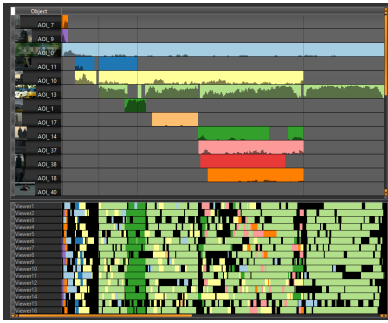 Object
AOI_7
AOI_9
AOI_0
AOI_11
AOI_10
AOI_13
AOI_1
AOI_17
AOI_14
AOI_37
AOI_38
AOI_18
AOI_40
Viewer1
Viewer2
Viewer3
Viewer4
Viewer5
Viewer6
Viewer7
Viewer8
Viewer9
Viewer10
Viewer11
Viewer12
Viewer13
Viewer14
Viewer15
Viewer16